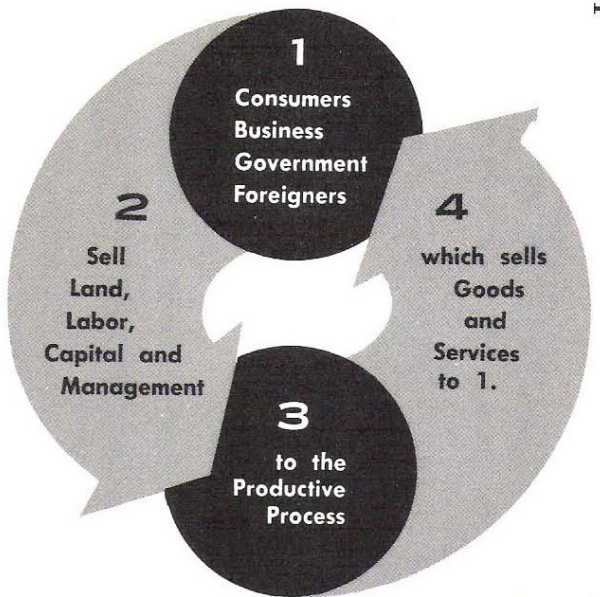 1
Consumers
Business
Government
Foreigners
2
Sell
Land,
Labor,
Capital and
Management
3
to the
Productive
Process
4
which sells
Goods
and
Services
to 1.